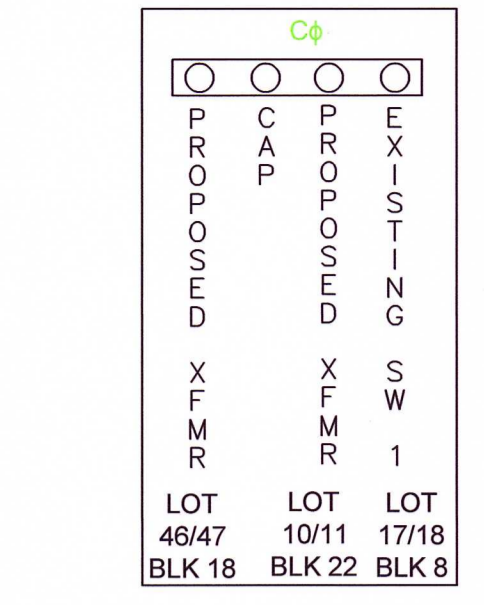 Cϕ
PROPOSED XFMR
CAP
PROPOSED XFMR
EXISTING SW 1
LOT 46/47 BLK 18
LOT 10/11 BLK 22
LOT 17/18 BLK 8